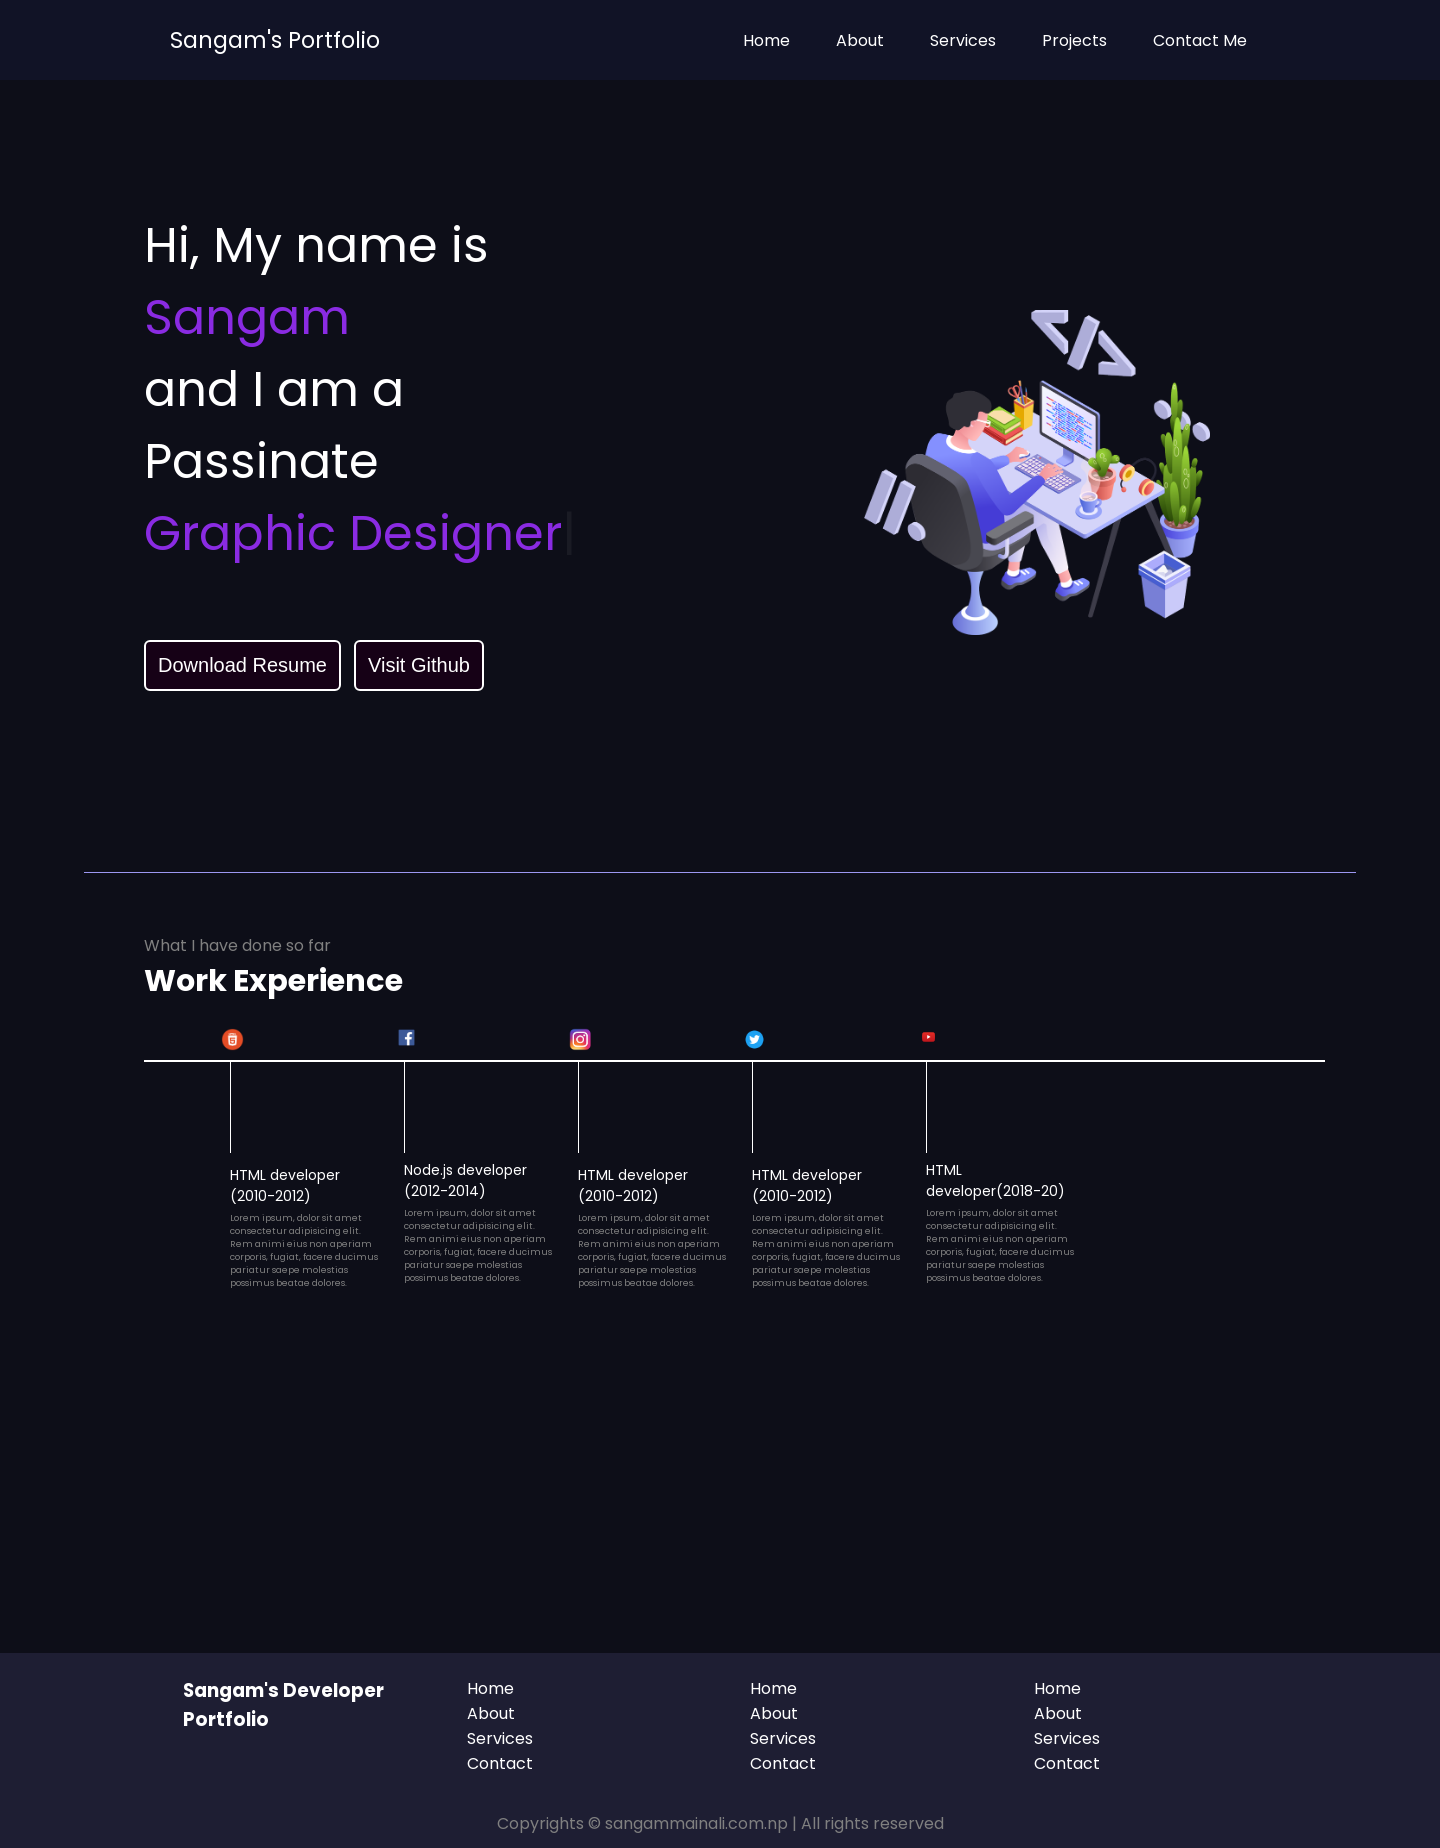 Sangam's Portfolio
Home About Services Projects Contact Me
Hi, My name is
Sangam
and I am a
Passinate
Graphic Designer|
Download Resume Visit Github
What I have done so far
Work Experience
HTML developer
(2010-2012)
Lorem ipsum, dolor sit amet
consectetur adipisicing elit.
Rem animi eius non aperiam
corporis, fugiat, facere ducimus
pariatur saepe molestias
possimus beatae dolores.
Node.js developer
(2012-2014)
Lorem ipsum, dolor sit amet
consectetur adipisicing elit.
Rem animi eius non aperiam
corporis, fugiat, facere ducimus
pariatur saepe molestias
possimus beatae dolores.
HTML developer
(2010-2012)
Lorem ipsum, dolor sit amet
consectetur adipisicing elit.
Rem animi eius non aperiam
corporis, fugiat, facere ducimus
pariatur saepe molestias
possimus beatae dolores.
HTML developer
(2010-2012)
Lorem ipsum, dolor sit amet
consectetur adipisicing elit.
Rem animi eius non aperiam
corporis, fugiat, facere ducimus
pariatur saepe molestias
possimus beatae dolores.
HTML
developer(2018-20)
Lorem ipsum, dolor sit amet
consectetur adipisicing elit.
Rem animi eius non aperiam
corporis, fugiat, facere ducimus
pariatur saepe molestias
possimus beatae dolores.
Sangam's Developer
Portfolio
Home
About
Services
Contact
Home
About
Services
Contact
Home
About
Services
Contact
Copyrights © sangammainali.com.np | All rights reserved